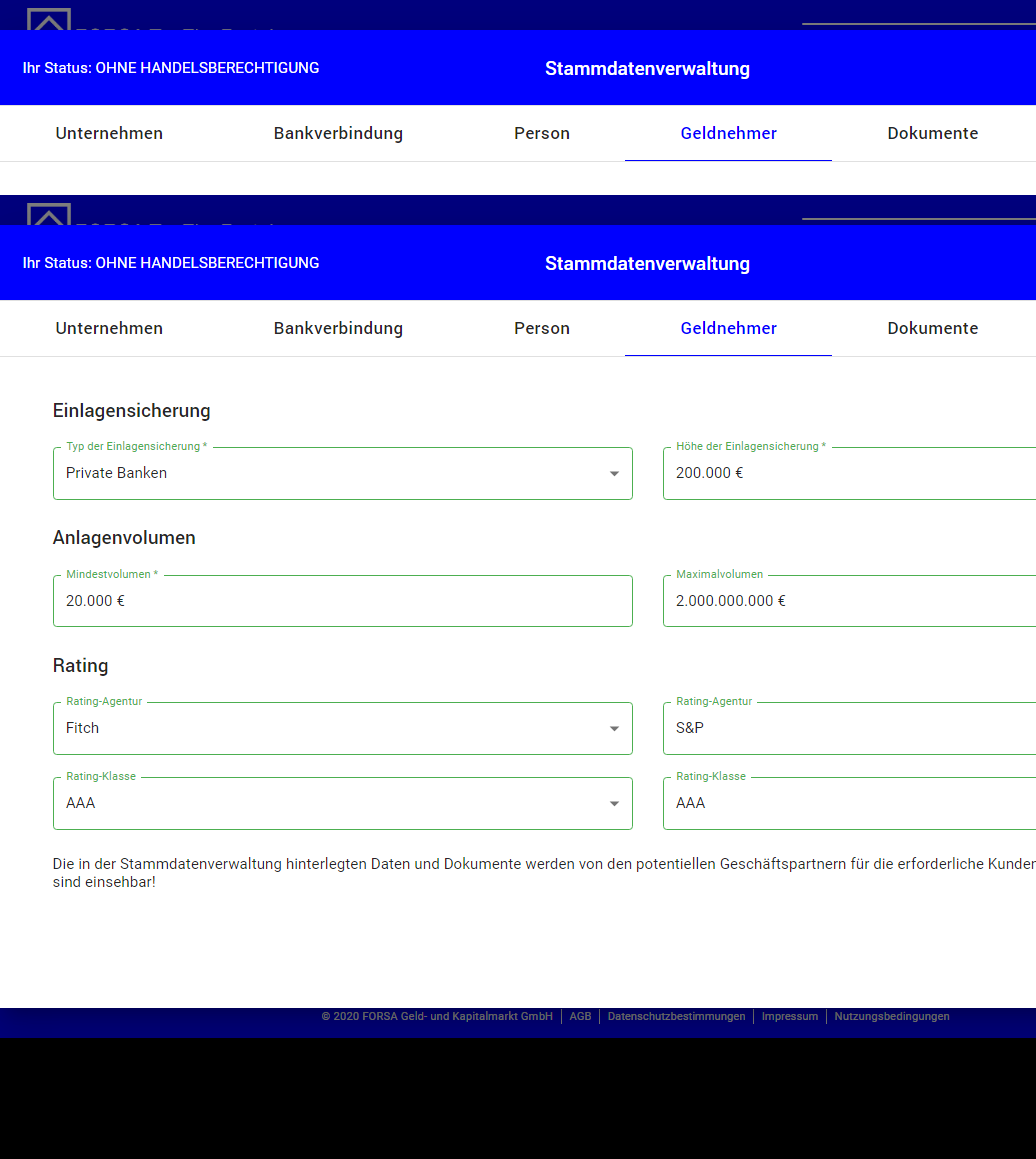 Ihr Status: OHNE HANDELSBERECHTIGUNG Stammdatenverwaltung
Unternehmen Bankverbindung Person Geldnehmer Dokumente
Ihr Status: OHNE HANDELSBERECHTIGUNG Stammdatenverwaltung
Unternehmen Bankverbindung Person Geldnehmer Dokumente
Einlagensicherung
Typ der Einlagensicherung * Höhe der Einlagensicherung *
Private Banken 200.000 €
Anlagenvolumen
Mindestvolumen * Maximalvolumen
20.000 € 2.000.000.000 €
Rating
Rating-Agentur Rating-Agentur
Fitch S&P
Rating-Klasse Rating-Klasse
AAA AAA
Die in der Stammdatenverwaltung hinterlegten Daten und Dokumente werden von den potentiellen Geschäftspartnern für die erforderliche Kunden
sind einsehbar!
© 2020 FORSA Geld- und Kapitalmarkt GmbH | AGB | Datenschutzbestimmungen | Impressum | Nutzungsbedingungen